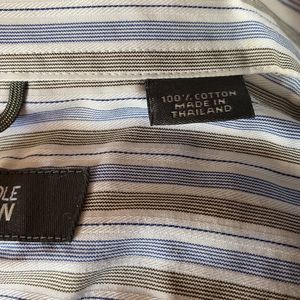 100% COTTON
MADE IN
THAILAND
OLE
N